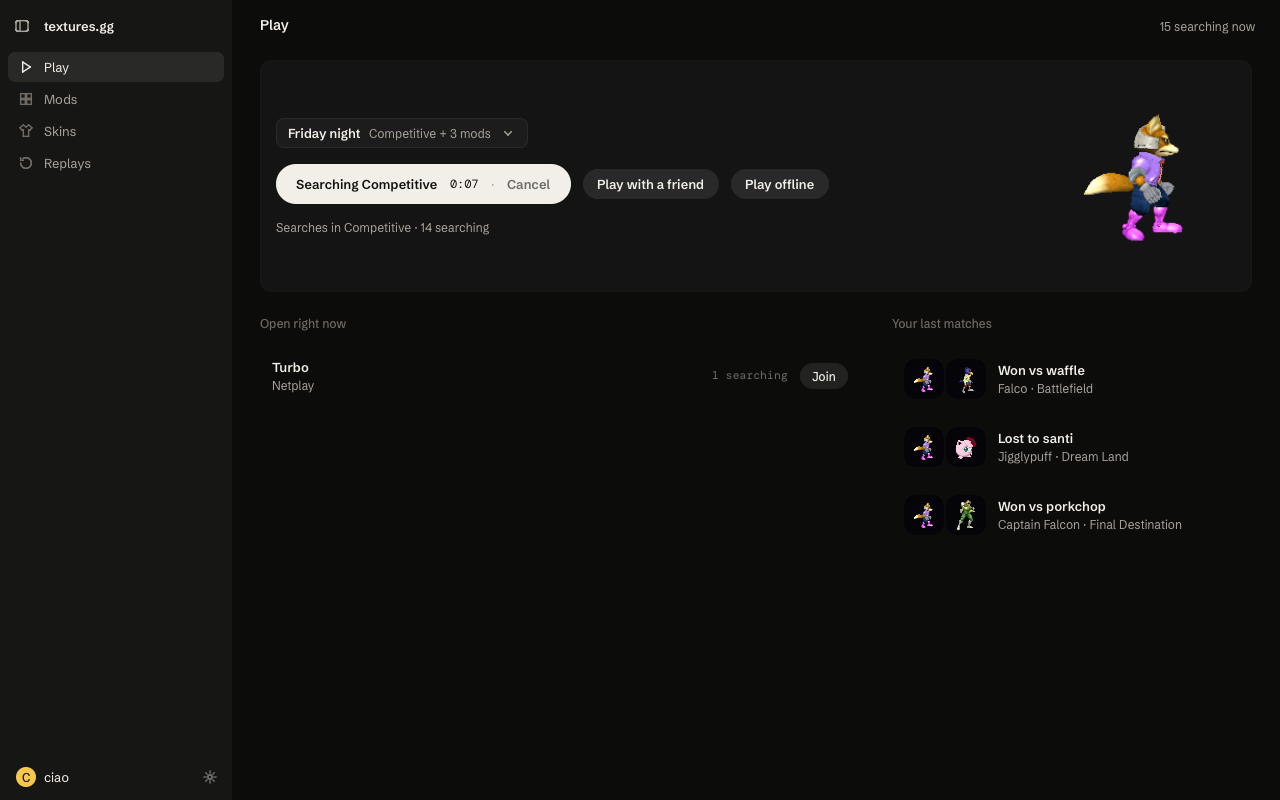 textures.gg
Play
Mods
Skins
Replays
C ciao
Play
15 searching now
Friday night Competitive + 3 mods
Searching Competitive 0:07 · Cancel
Play with a friend
Play offline
Searches in Competitive · 14 searching
Open right now
Turbo
Netplay
1 searching
Join
Your last matches
Won vs waffle
Falco · Battlefield
Lost to santi
Jigglypuff · Dream Land
Won vs porkchop
Captain Falcon · Final Destination